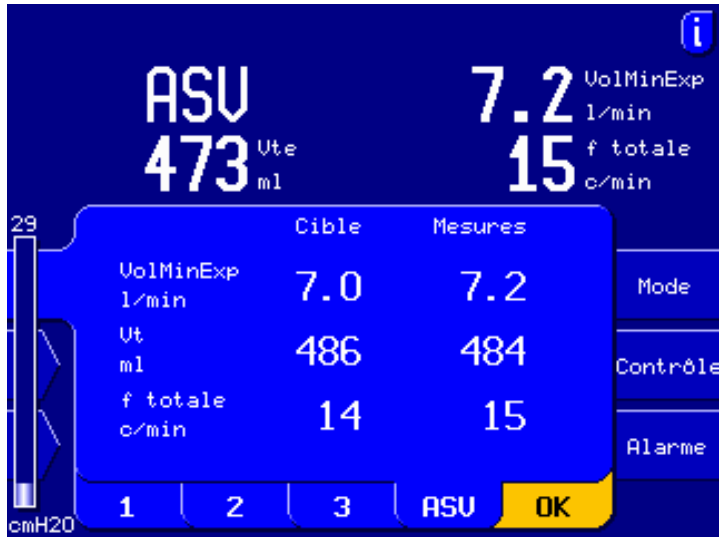 i
ASV 7.2 VolMinExp l/min
473 Vte ml 15 f totale c/min
29
Cible Mesures
VolMinExp l/min 7.0 7.2
Vt ml 486 484
f totale c/min 14 15
Mode
Contrôle
Alarme
1 2 3 ASV OK
cmH2O